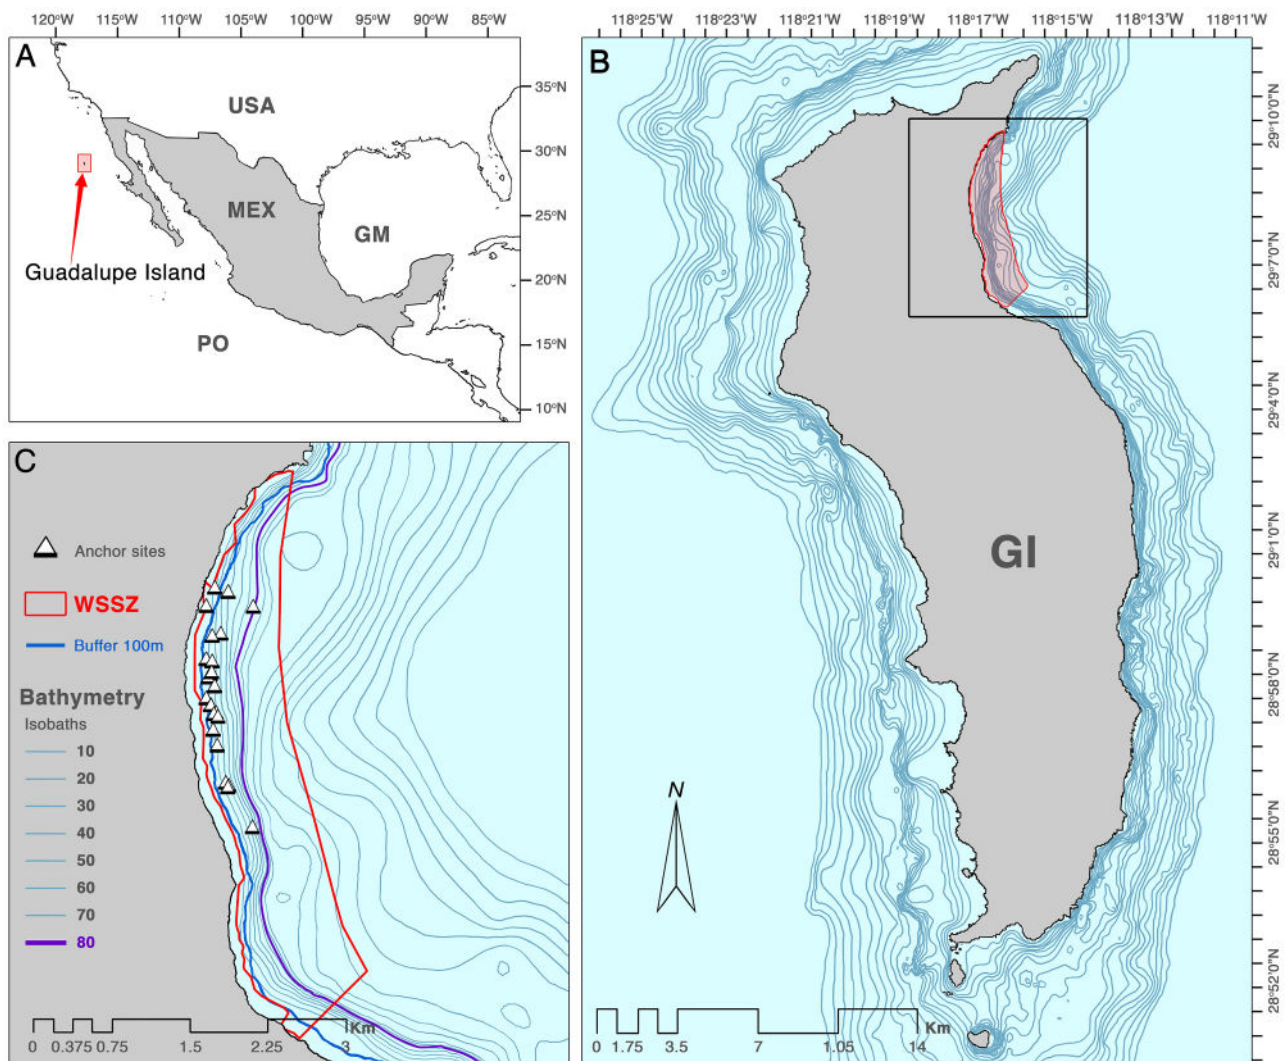 120°W 115°W 110°W 105°W 100°W 95°W 90°W 85°W
A
USA
35°N
30°N
MEX
25°N
GM
Guadalupe Island
20°N
PO
15°N
10°N
118°25'W 118°23'W 118°21'W 118°19'W 118°17'W 118°15'W 118°13'W 118°11'W
B
29°10'0"N
29°7'0"N
29°4'0"N
29°1'0"N
GI
28°58'0"N
N
28°55'0"N
28°52'0"N
Km
0 1.75 3.5 7 1.05 14
C
Anchor sites
WSSZ
Buffer 100m
Bathymetry
Isobaths
10
20
30
40
50
60
70
80
Km
0 0.375 0.75 1.5 2.25 3